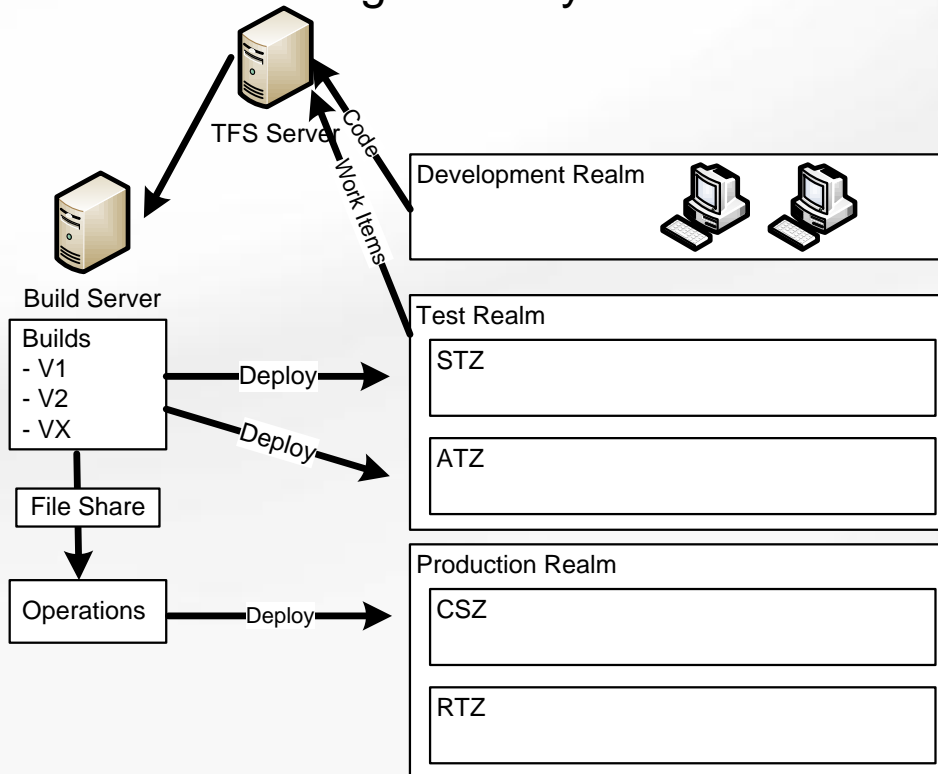 TFS Server
Code
Work Items
Development Realm
Build Server
Builds
- V1
- V2
- VX
Deploy
Deploy
File Share
Operations
Deploy
Test Realm
STZ
ATZ
Production Realm
CSZ
RTZ